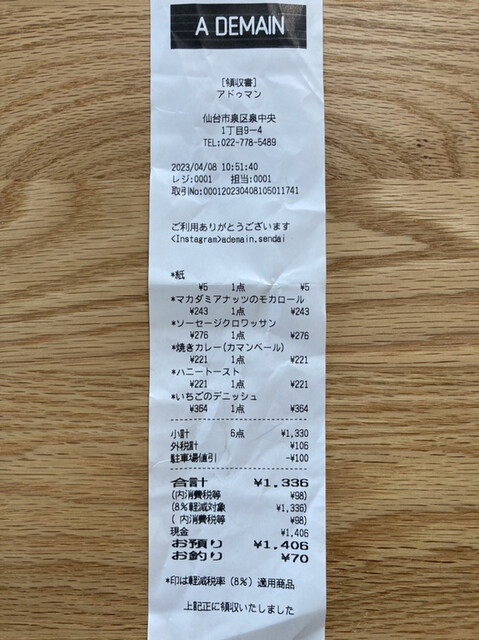 A DEMAIN
[領収書]
アドゥマン
仙台市泉区泉中央
1丁目9-4
TEL:022-778-5489
2023/04/08 10:51:40
レジ:0001 担当:0001
取引No:000120230408105011741
ご利用ありがとうございます
<Instagram>ademain.sendai
*紙
¥5 1点 ¥5
*マカダミアナッツのモカロール
¥243 1点 ¥243
*ソーセージクロワッサン
¥276 1点 ¥276
*焼きカレー(カマンベール)
¥221 1点 ¥221
*ハニートースト
¥221 1点 ¥221
*いちごのデニッシュ
¥364 1点 ¥364
小計 6点 ¥1,330
外税計 ¥106
駐車場値引 -¥100
合計 ¥1,336
(内消費税等 ¥98)
(8%軽減対象 ¥1,336)
( 内消費税等 ¥98)
現金 ¥1,406
お預り ¥1,406
お釣り ¥70
*印は軽減税率(8%)適用商品
上記正に領収いたしました